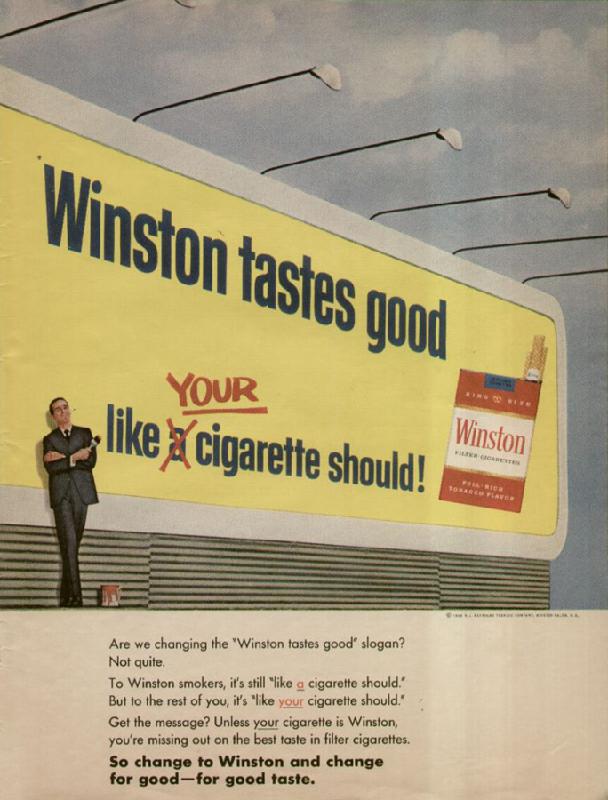 Winston tastes good
YOUR
like a cigarette should!
KING SIZE
Winston
FILTER-CIGARETTES
FULL-RICH
TOBACCO FLAVOR
Are we changing the "Winston tastes good" slogan?
Not quite.
To Winston smokers, it's still "like a cigarette should."
But to the rest of you, it's "like your cigarette should."
Get the message? Unless your cigarette is Winston,
you're missing out on the best taste in filter cigarettes.
So change to Winston and change
for good—for good taste.